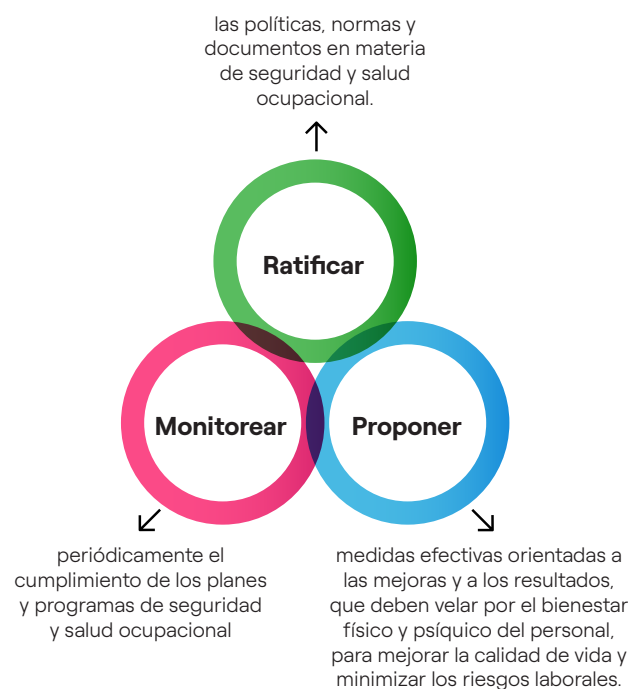 las políticas, normas y
documentos en materia
de seguridad y salud
ocupacional.
Ratificar
Monitorear
Proponer
periódicamente el
cumplimiento de los planes
y programas de seguridad
y salud ocupacional
medidas efectivas orientadas a
las mejoras y a los resultados,
que deben velar por el bienestar
físico y psíquico del personal,
para mejorar la calidad de vida y
minimizar los riesgos laborales.